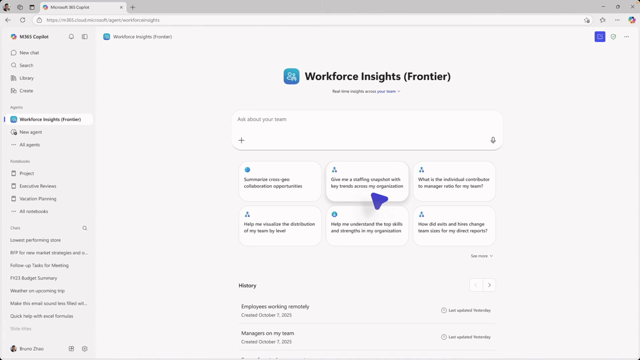 Microsoft 365 Copilot
https://m365.cloud.microsoft/agent/workforceinsights
M365 Copilot
New chat
Search
Library
Create
Agents
Workforce Insights (Frontier)
New agent
All agents
Notebooks
Project
Executive Reviews
Vacation Planning
All notebooks
Chats
Lowest performing store
RFP for new market strategies and o...
Follow-up Tasks for Meeting
FY23 Budget Summary
Weather on upcoming trip
Make this email sound less filled wit...
Quick help with excel formulas
Bruno Zhao
Workforce Insights (Frontier)
Workforce Insights (Frontier)
Real-time insights across your team
Ask about your team
Summarize cross-geo
collaboration opportunities
Give me a staffing snapshot with
key trends across my organization
What is the individual contributor
to manager ratio for my team?
Help me visualize the distribution
of my team by level
Help me understand the top skills
and strengths in my organization
How did exits and hires change
team sizes for my direct reports?
See more
History
Employees working remotely
Created October 7, 2025
Last updated Yesterday
Managers on my team
Created October 7, 2025
Last updated Yesterday